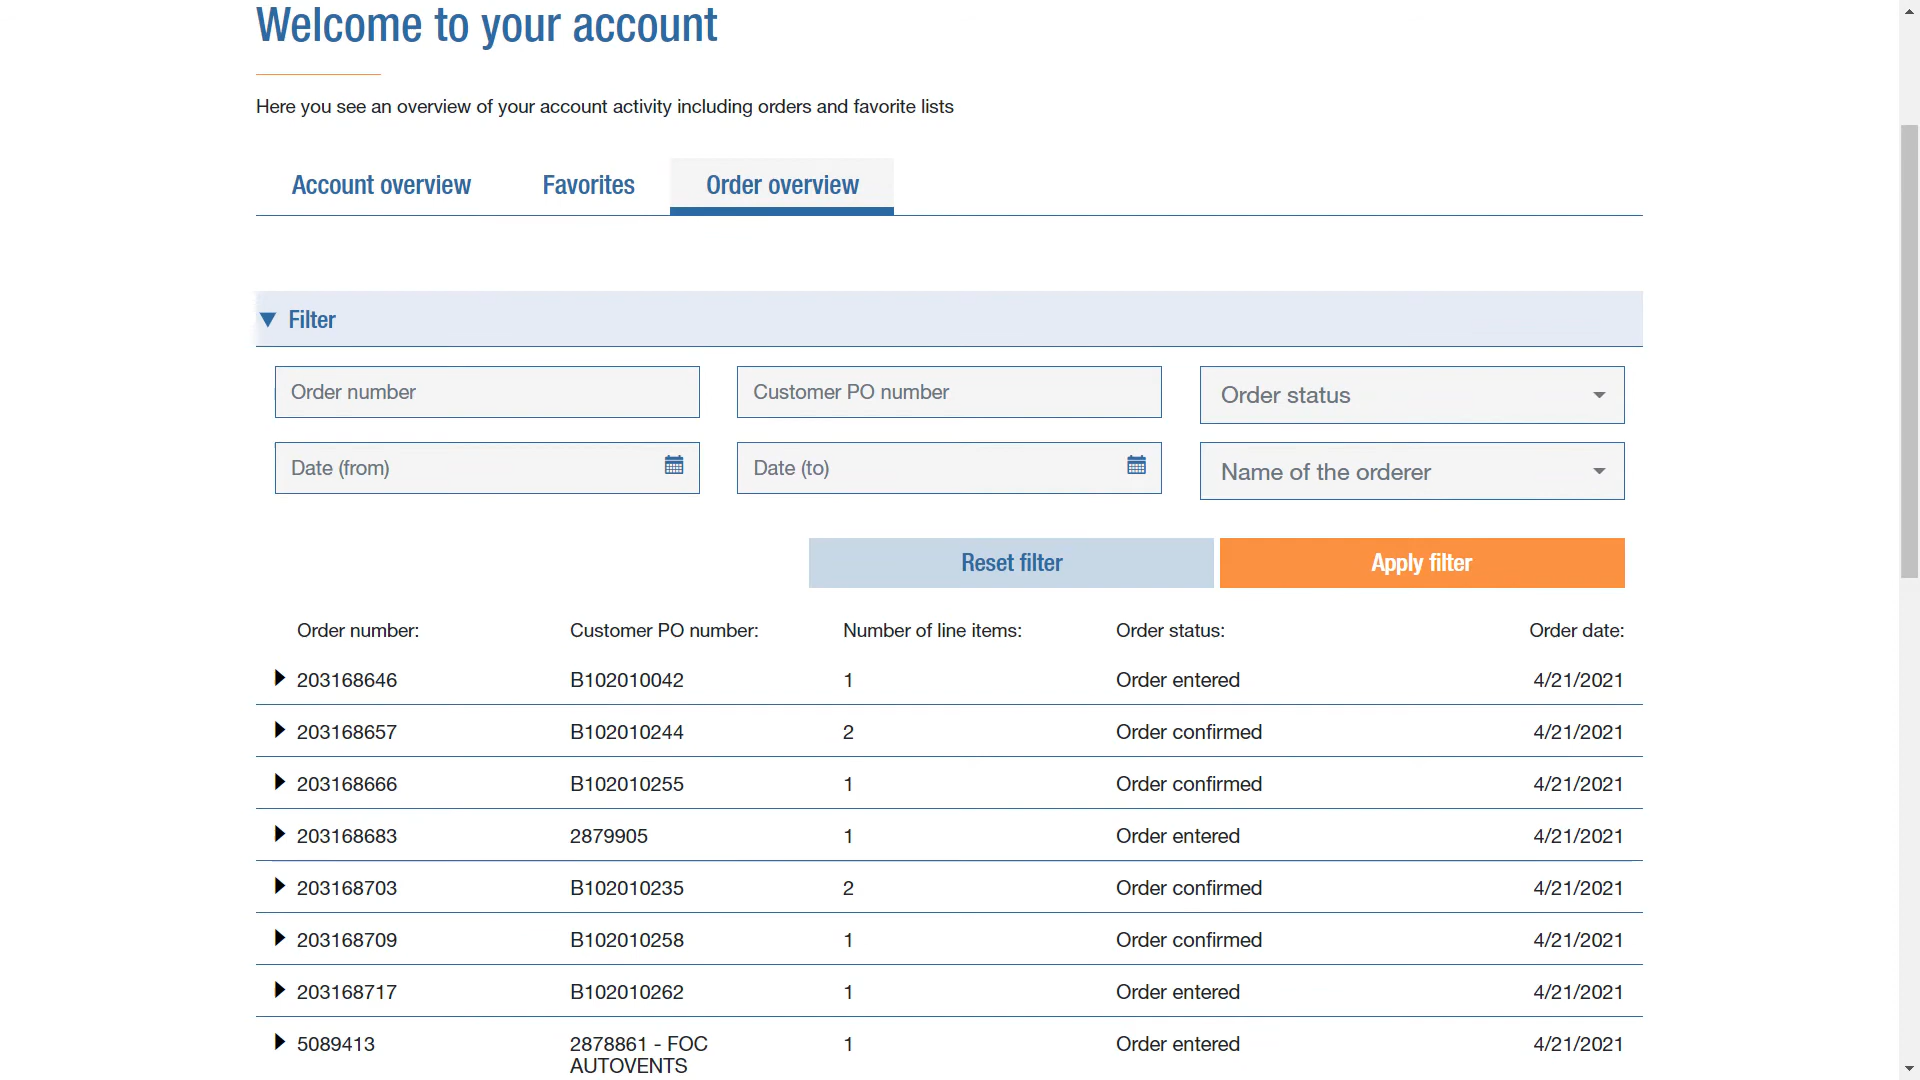 Welcome to your account
Here you see an overview of your account activity including orders and favorite lists
Account overview Favorites Order overview
Filter
Order number Customer PO number Order status
Date (from) Date (to) Name of the orderer
Reset filter Apply filter
Order number: Customer PO number: Number of line items: Order status: Order date:
203168646 B102010042 1 Order entered 4/21/2021
203168657 B102010244 2 Order confirmed 4/21/2021
203168666 B102010255 1 Order confirmed 4/21/2021
203168683 2879905 1 Order entered 4/21/2021
203168703 B102010235 2 Order confirmed 4/21/2021
203168709 B102010258 1 Order confirmed 4/21/2021
203168717 B102010262 1 Order entered 4/21/2021
5089413 2878861 - FOC 1 Order entered 4/21/2021
AUTOVENTS